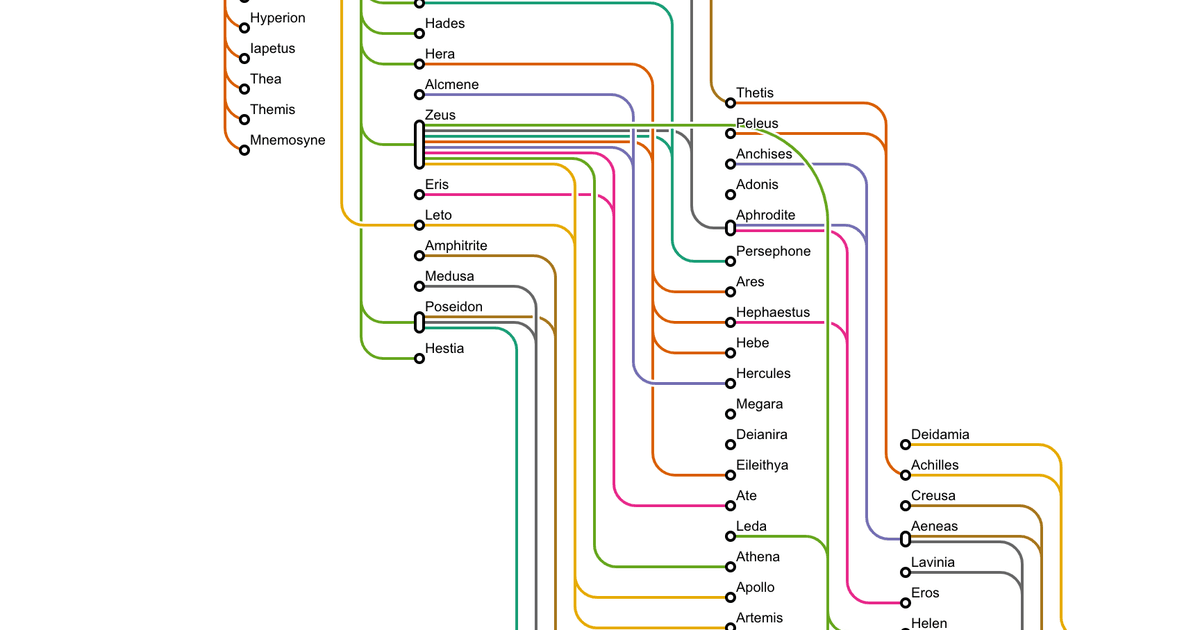 Hyperion
Iapetus
Thea
Themis
Mnemosyne
Hades
Hera
Alcmene
Zeus
Eris
Leto
Amphitrite
Medusa
Poseidon
Hestia
Thetis
Peleus
Anchises
Adonis
Aphrodite
Persephone
Ares
Hephaestus
Hebe
Hercules
Megara
Deianira
Eileithya
Ate
Leda
Athena
Apollo
Artemis
Deidamia
Achilles
Creusa
Aeneas
Lavinia
Eros
Helen